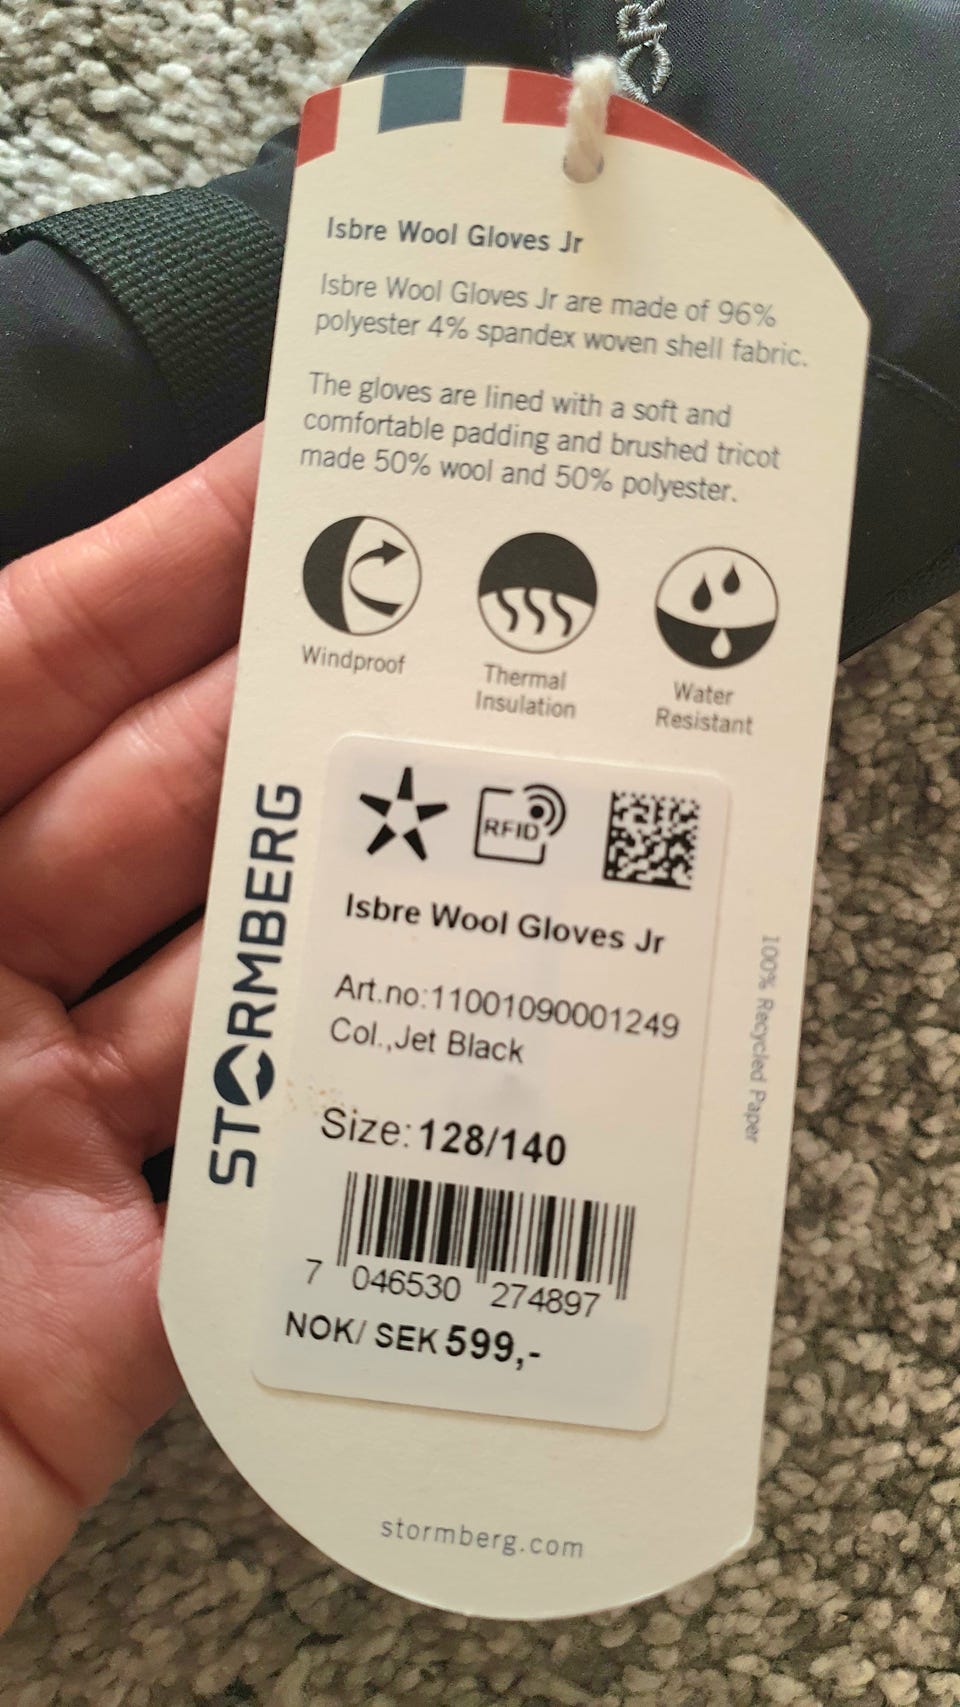 Isbre Wool Gloves Jr
Isbre Wool Gloves Jr are made of 96%
polyester 4% spandex woven shell fabric.
The gloves are lined with a soft and
comfortable padding and brushed tricot
made 50% wool and 50% polyester.
Windproof
Thermal
Insulation
Water
Resistant
STORMBERG
RFID
Isbre Wool Gloves Jr
Art.no:11001090001249
Col.,Jet Black
Size: 128/140
7 046530 274897
NOK/ SEK 599,-
100% Recycled Paper
stormberg.com